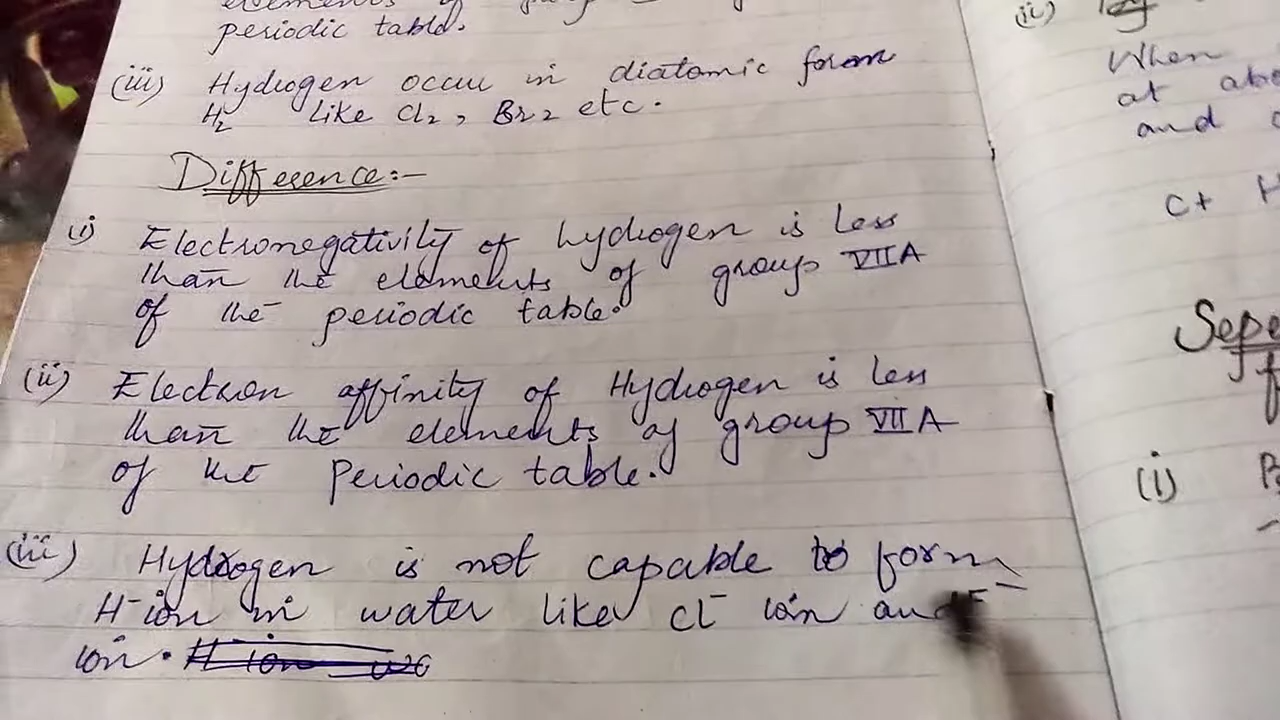 elements of
periodic table.
(iii) Hydrogen occur in diatomic form
H2 like Cl2, Br2 etc.
Difference:-
(i) Electronegativity of hydrogen is less
than the elements of group VIIA
of the periodic table.
(ii) Electron affinity of Hydrogen is less
than the elements of group VIIA
of the Periodic table.
(iii) Hydrogen is not capable to form
H- ion in water like Cl- ion and F-
ion. H ion
(ii)
When
at
and
C+ H
Sepe
f
(i) P